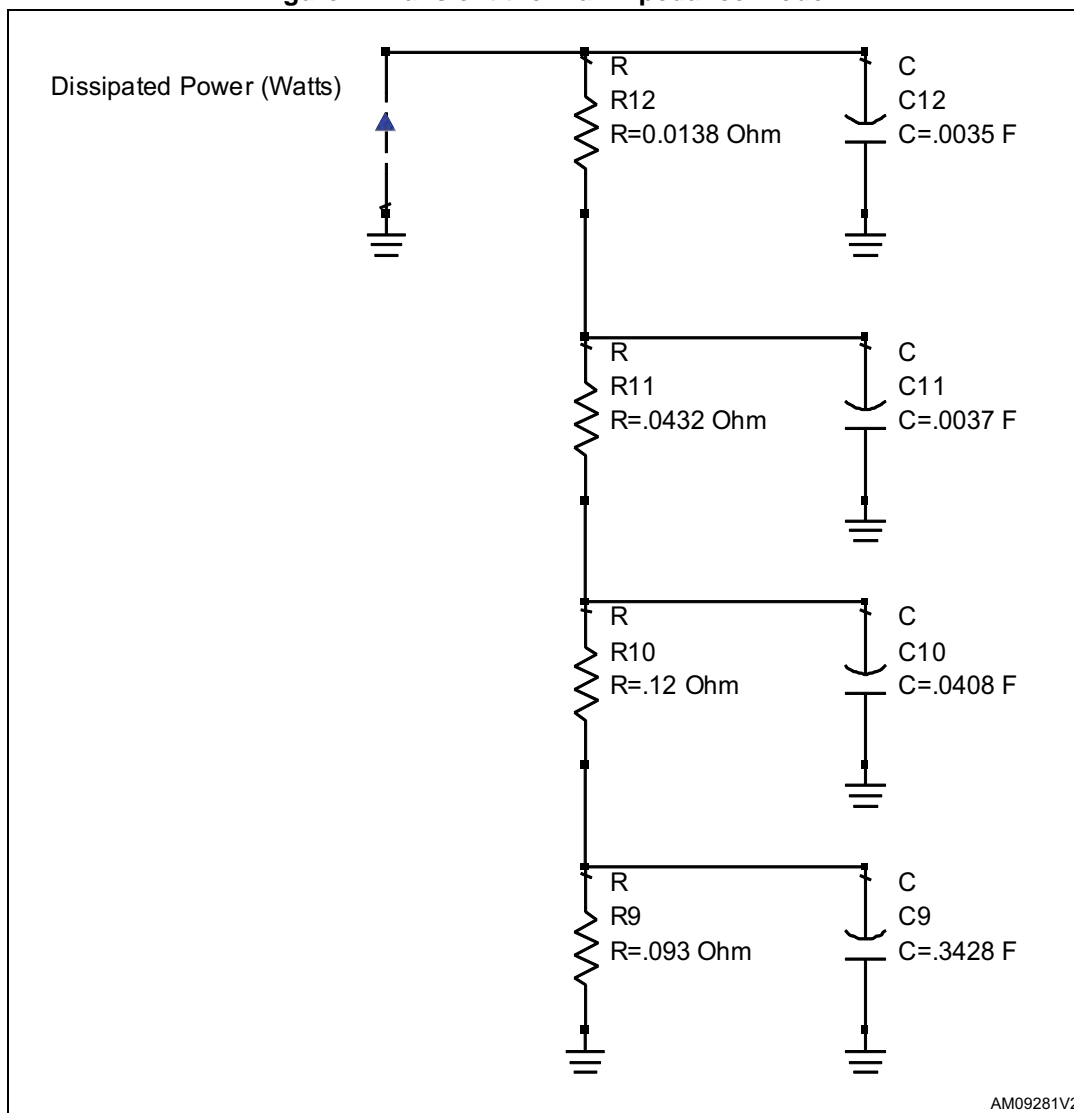 Dissipated Power (Watts)
R
R12
R=0.0138 Ohm
C
C12
C=.0035 F
R
R11
R=.0432 Ohm
C
C11
C=.0037 F
R
R10
R=.12 Ohm
C
C10
C=.0408 F
R
R9
R=.093 Ohm
C
C9
C=.3428 F
AM09281V2